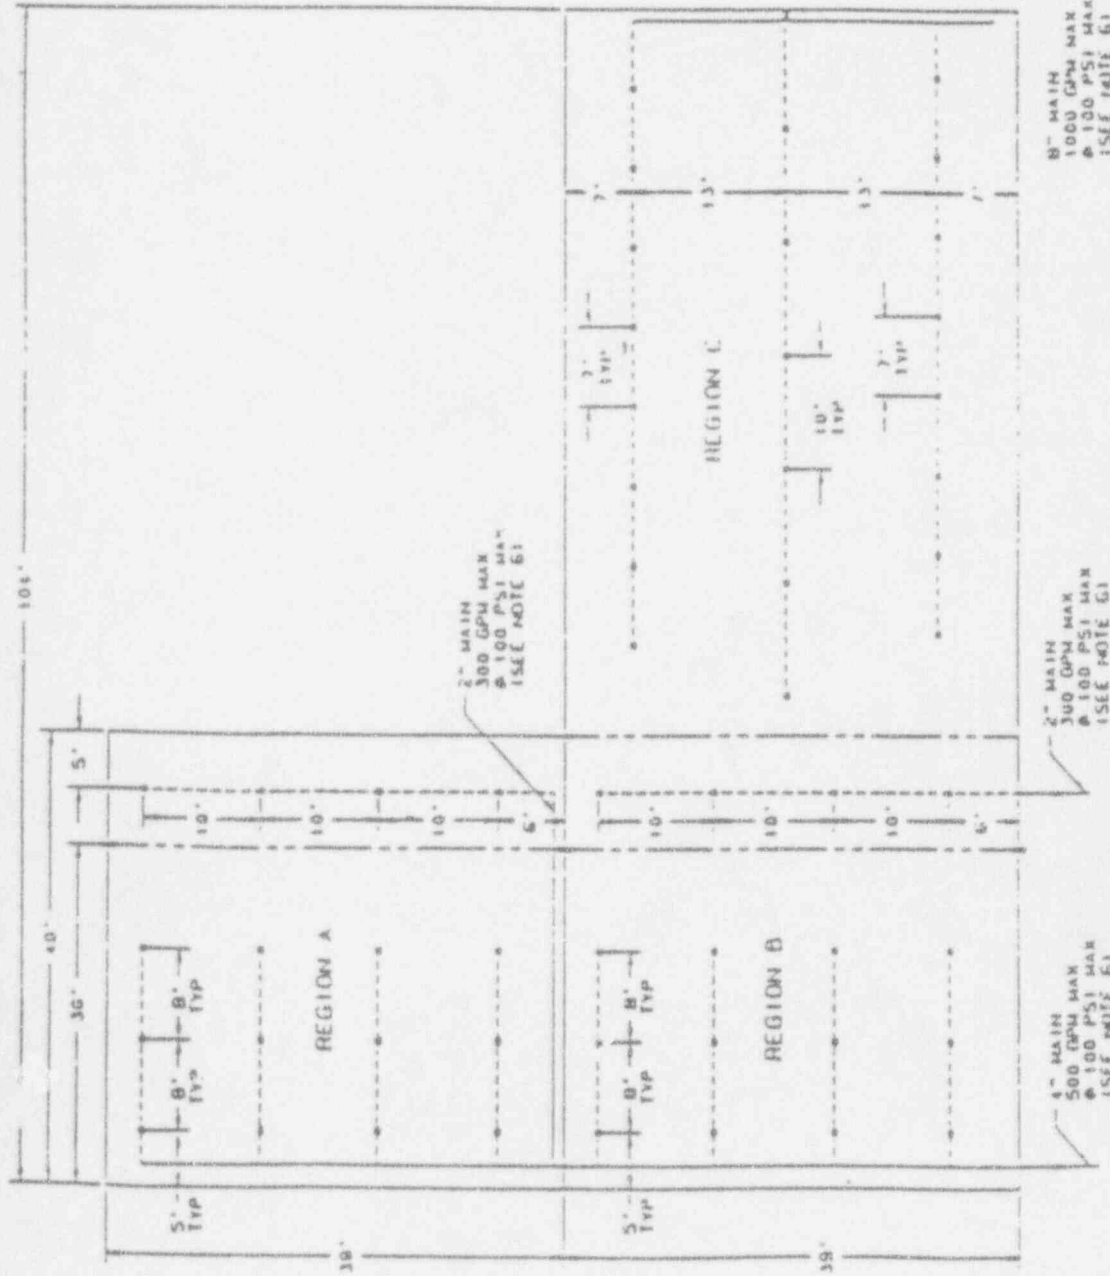 104'
40'
5'
30'
2" MAIN
300 GPM MAX
@ 100 PSI MAX
(SEE NOTE 6)
10'
10'
10'
6'
8'
TYP
8'
TYP
5'
TYP
REGION A
39'
7'
13'
13'
7'
7'
TYP
REGION C
10'
TYP
7'
TYP
10'
10'
10'
6'
8'
TYP
8'
TYP
5'
TYP
REGION B
39'
8" MAIN
1000 GPM MAX
@ 100 PSI MAX
(SEE NOTE 6)
2" MAIN
300 GPM MAX
@ 100 PSI MAX
(SEE NOTE 6)
4" MAIN
500 GPM MAX
@ 100 PSI MAX
(SEE NOTE 6)